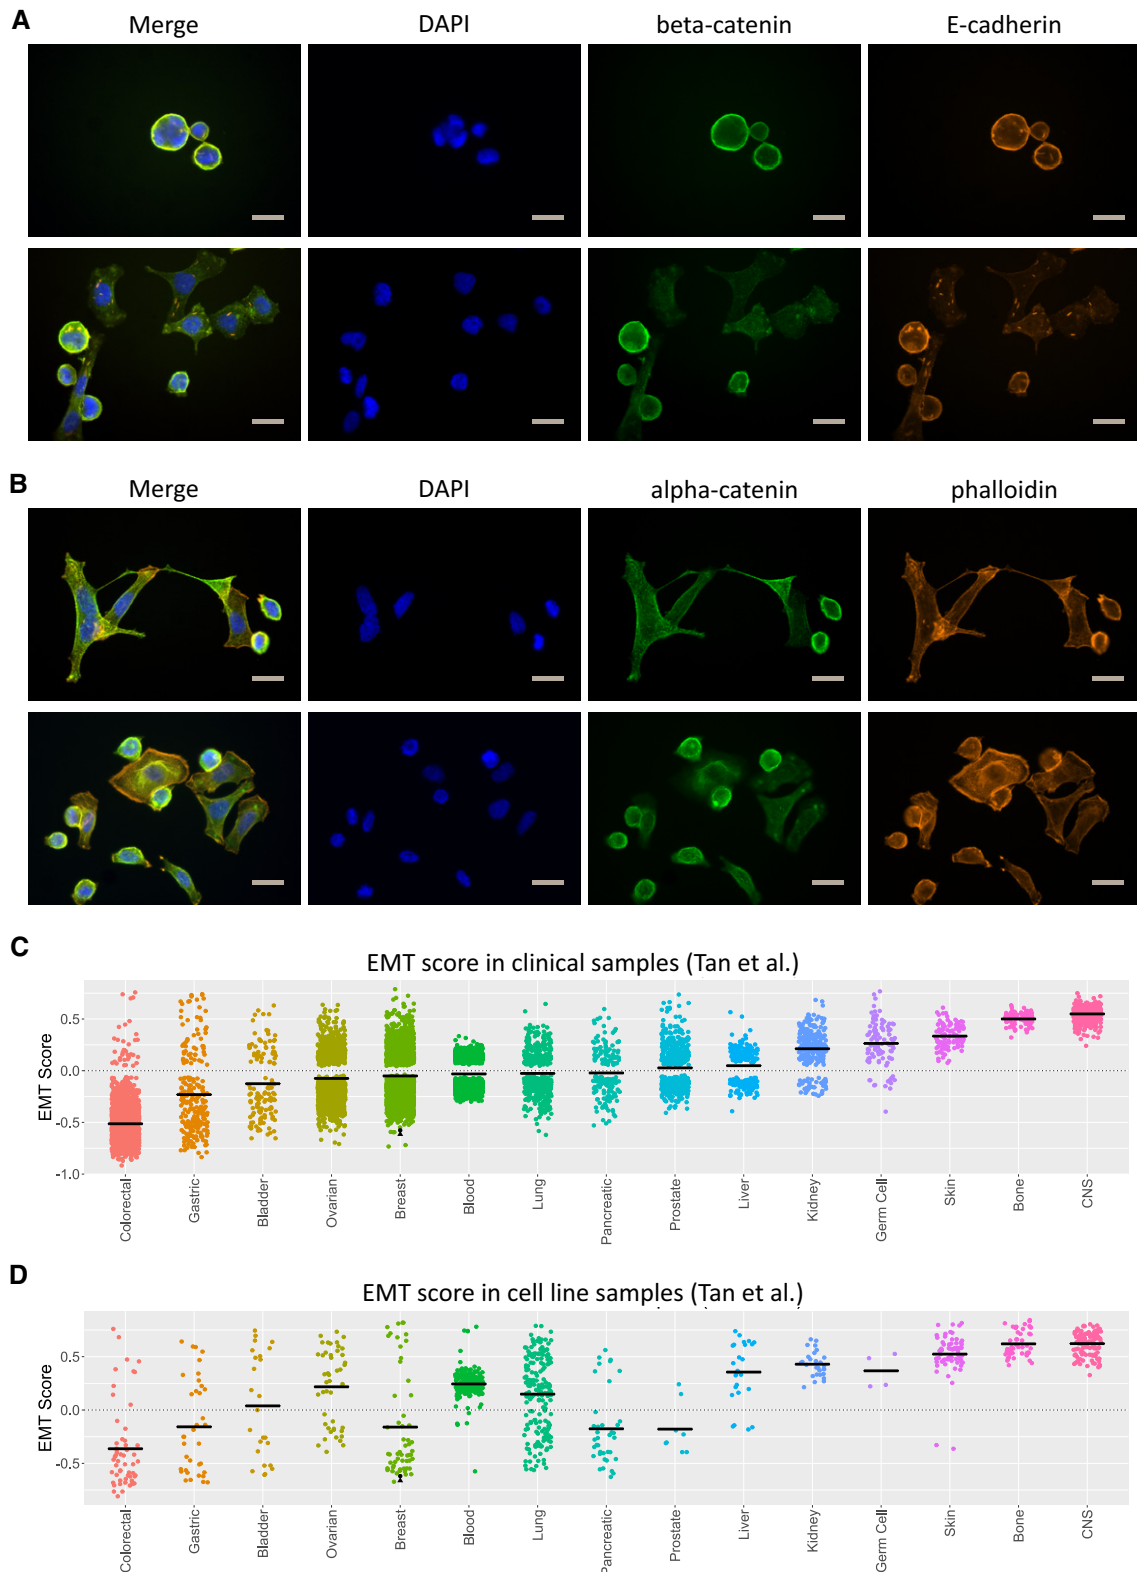 A
Merge
DAPI
beta-catenin
E-cadherin
B
Merge
DAPI
alpha-catenin
phalloidin
C
EMT score in clinical samples (Tan et al.)
EMT Score
0.5
0.0
-0.5
-1.0
Colorectal
Gastric
Bladder
Ovarian
Breast
Blood
Lung
Pancreatic
Prostate
Liver
Kidney
Germ Cell
Skin
Bone
CNS
D
EMT score in cell line samples (Tan et al.)
EMT Score
0.5
0.0
-0.5
Colorectal
Gastric
Bladder
Ovarian
Breast
Blood
Lung
Pancreatic
Prostate
Liver
Kidney
Germ Cell
Skin
Bone
CNS